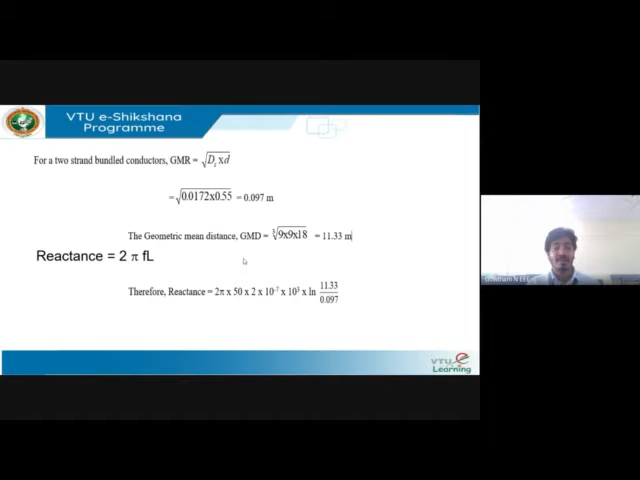 VTU e-Shikshana
Programme
For a two strand bundled conductors, GMR = √(Dₛ x d)
= √(0.0172x0.55) = 0.097 m
The Geometric mean distance, GMD = ∛(9x9x18) = 11.33 m
Reactance = 2 π fL
Therefore, Reactance = 2π x 50 x 2 x 10⁻⁷ x 10³ x ln 11.33/0.097
VTU e
Learning